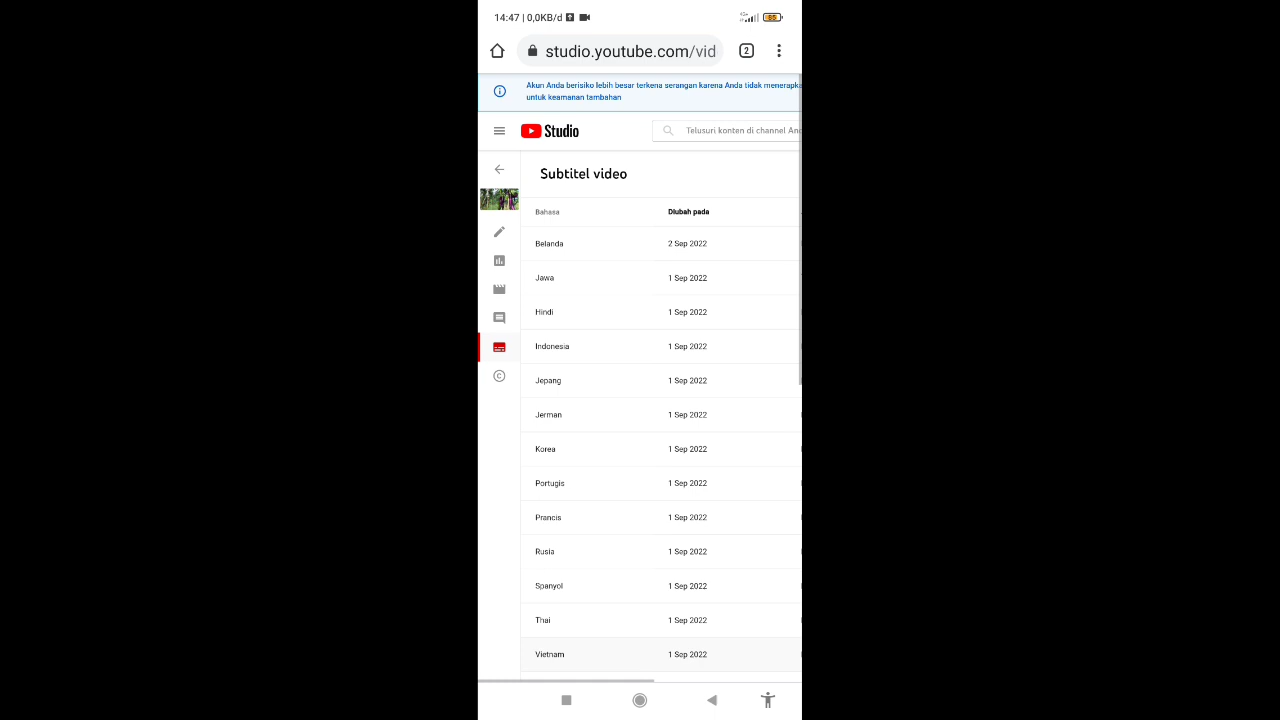 14:47 | 0,0KB/d
85
studio.youtube.com/vid
2
Akun Anda berisiko lebih besar terkena serangan karena Anda tidak menerapka
untuk keamanan tambahan
Studio
Telusuri konten di channel And
Subtitel video
Bahasa Diubah pada
Belanda 2 Sep 2022
Jawa 1 Sep 2022
Hindi 1 Sep 2022
Indonesia 1 Sep 2022
Jepang 1 Sep 2022
Jerman 1 Sep 2022
Korea 1 Sep 2022
Portugis 1 Sep 2022
Prancis 1 Sep 2022
Rusia 1 Sep 2022
Spanyol 1 Sep 2022
Thai 1 Sep 2022
Vietnam 1 Sep 2022